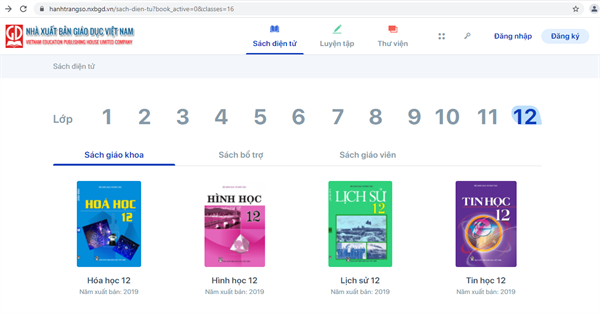 hanhtrangso.nxbgd.vn/sach-dien-tu?book_active=0&classes=16
NHÀ XUẤT BẢN GIÁO DỤC VIỆT NAM
VIETNAM EDUCATION PUBLISHING HOUSE LIMITED COMPANY
Sách điện tử
Luyện tập
Thư viện
Đăng nhập
Đăng ký
Sách điện tử
Lớp 1 2 3 4 5 6 7 8 9 10 11 12
Sách giáo khoa
Sách bổ trợ
Sách giáo viên
HOÁ HỌC
12
HÌNH HỌC
12
LỊCH SỬ
12
TIN HỌC
12
Hóa học 12
Hình học 12
Lịch sử 12
Tin học 12
Năm xuất bản: 2019
Năm xuất bản: 2019
Năm xuất bản: 2019
Năm xuất bản: 2019